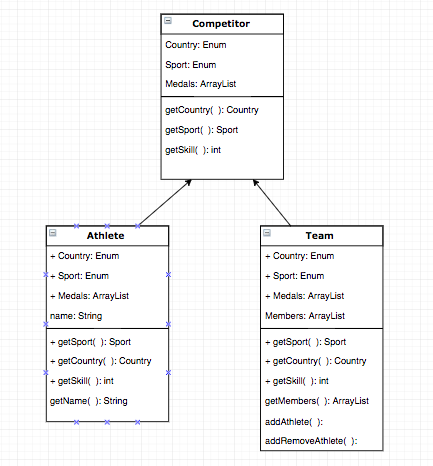 Competitor
Country: Enum
Sport: Enum
Medals: ArrayList
getCountry( ): Country
getSport( ): Sport
getSkill( ): int
Athlete
+ Country: Enum
+ Sport: Enum
+ Medals: ArrayList
name: String
+ getSport( ): Sport
+ getCountry( ): Country
+ getSkill( ): int
getName( ): String
Team
+ Country: Enum
+ Sport: Enum
+ Medals: ArrayList
Members: ArrayList
+ getSport( ): Sport
+ getCountry( ): Country
+ getSkill( ): int
getMembers( ): ArrayList
addAthlete( ):
addRemoveAthlete( ):